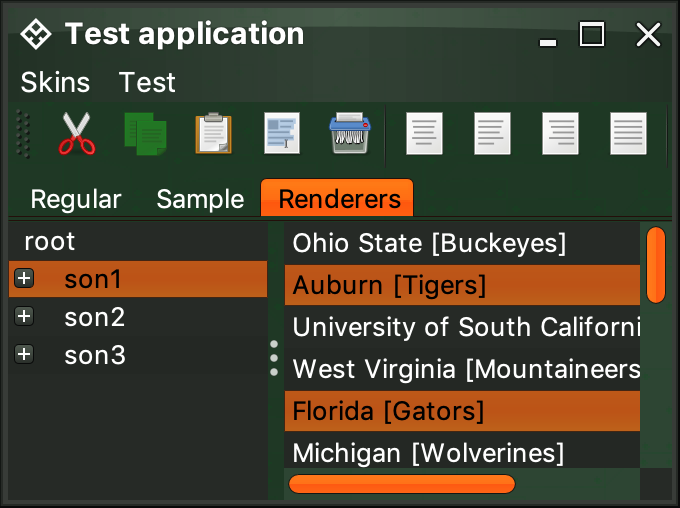 Test application
Skins Test
Regular Sample Renderers
root
son1
son2
son3
Ohio State [Buckeyes]
Auburn [Tigers]
University of South Californi
West Virginia [Mountaineers
Florida [Gators]
Michigan [Wolverines]